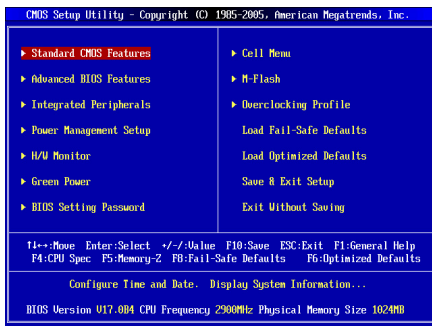 CMOS Setup Utility - Copyright (C) 1985-2005, American Megatrends, Inc.
▶ Standard CMOS Features
▶ Advanced BIOS Features
▶ Integrated Peripherals
▶ Power Management Setup
▶ H/W Monitor
▶ Green Power
▶ BIOS Setting Password
▶ Cell Menu
▶ M-Flash
▶ Overclocking Profile
Load Fail-Safe Defaults
Load Optimized Defaults
Save & Exit Setup
Exit Without Saving
↑↓←→:Move Enter:Select +/-/:Value F10:Save ESC:Exit F1:General Help
F4:CPU Spec F5:Memory-Z F8:Fail-Safe Defaults F6:Optimized Defaults
Configure Time and Date. Display System Information...
BIOS Version V17.0B4 CPU Frequency 2900MHz Physical Memory Size 1024MB